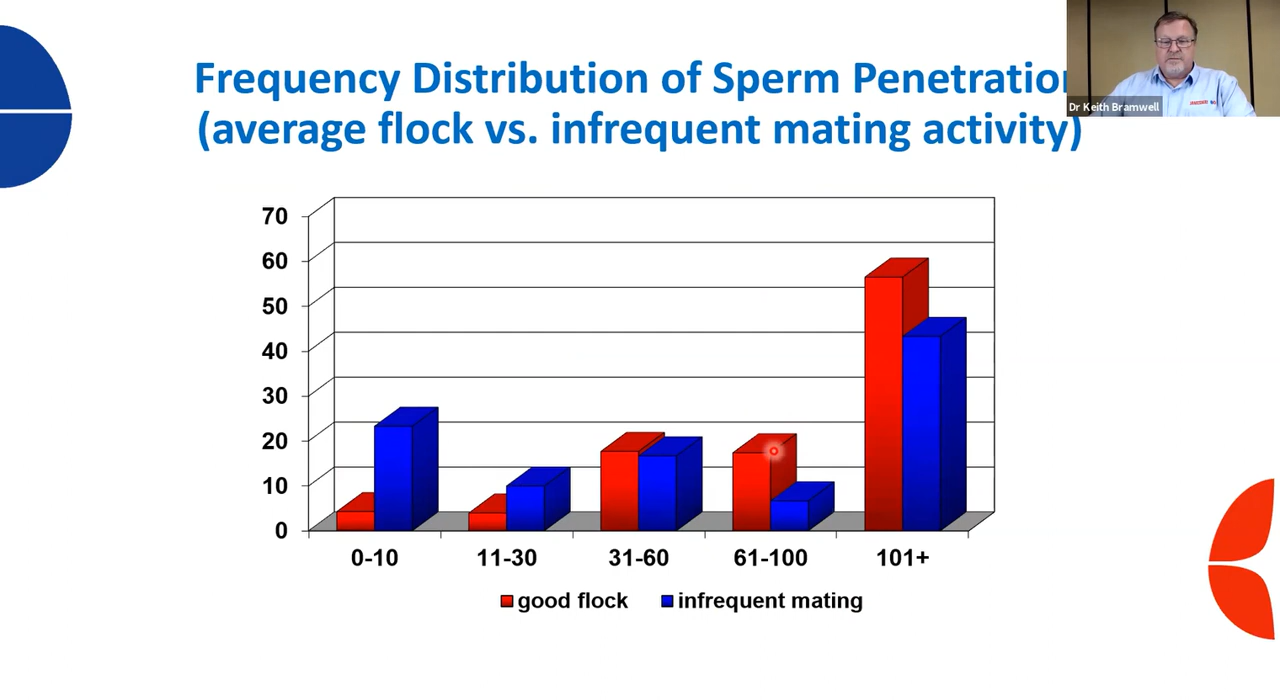 Frequency Distribution of Sperm Penetration
(average flock vs. infrequent mating activity)
Dr Keith Bramwell
70
60
50
40
30
20
10
0
0-10 11-30 31-60 61-100 101+
good flock infrequent mating